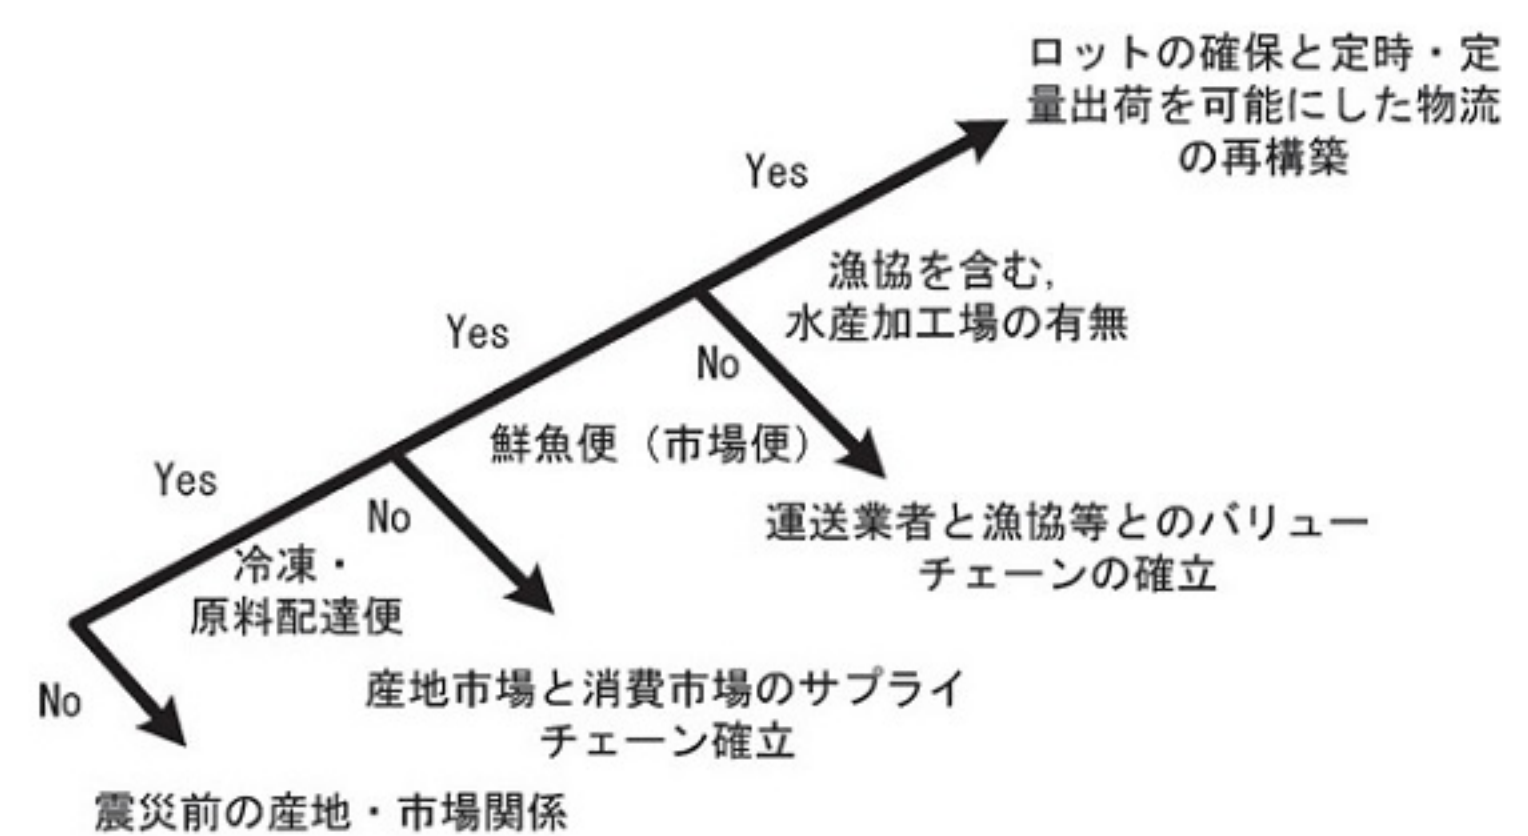 ロットの確保と定時・定
量出荷を可能にした物流
の再構築
Yes
漁協を含む,
水産加工場の有無
Yes
No
鮮魚便（市場便）
Yes
No
運送業者と漁協等とのバリュー
チェーンの確立
冷凍・
原料配達便
産地市場と消費市場のサプライ
チェーン確立
No
震災前の産地・市場関係